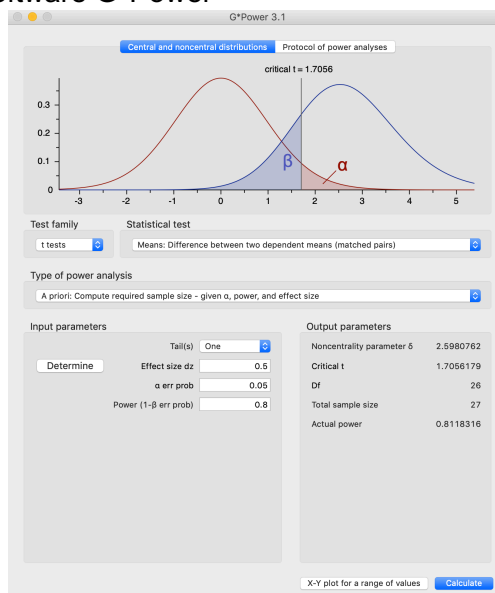 G*Power 3.1
Central and noncentral distributions Protocol of power analyses
critical t = 1.7056
0.3
0.2
0.1
0
β
α
-3 -2 -1 0 1 2 3 4 5
Test family Statistical test
t tests Means: Difference between two dependent means (matched pairs)
Type of power analysis
A priori: Compute required sample size - given α, power, and effect size
Input parameters Output parameters
Tail(s) One Noncentrality parameter δ 2.5980762
Determine Effect size dz 0.5 Critical t 1.7056179
α err prob 0.05 Df 26
Power (1-β err prob) 0.8 Total sample size 27
Actual power 0.8118316
X-Y plot for a range of values Calculate